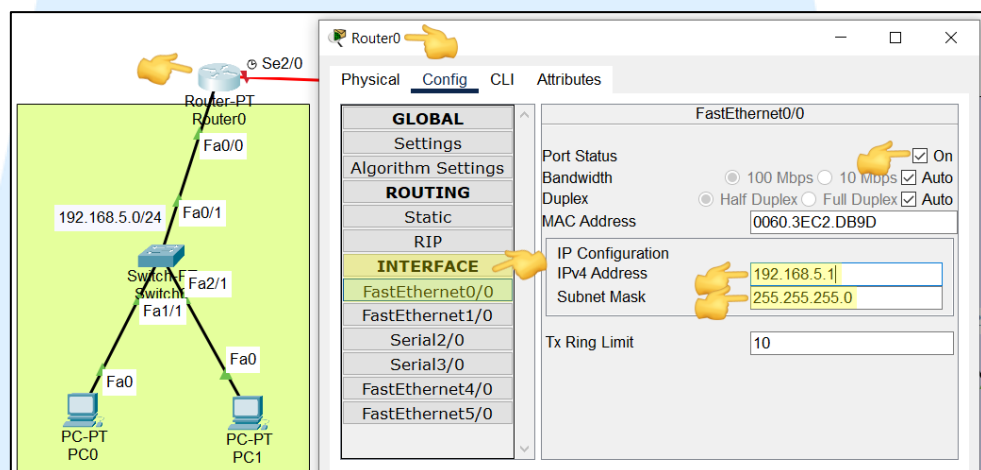 Se2/0
Router-PT
Router0
Fa0/0
192.168.5.0/24
Fa0/1
Fa2/1
Fa1/1
Fa0
Fa0
PC-PT
PC0
PC-PT
PC1
Router0
Physical Config CLI Attributes
GLOBAL
Settings
Algorithm Settings
ROUTING
Static
RIP
INTERFACE
FastEthernet0/0
FastEthernet1/0
Serial2/0
Serial3/0
FastEthernet4/0
FastEthernet5/0
FastEthernet0/0
Port Status On
Bandwidth 100 Mbps 10 Mbps Auto
Duplex Half Duplex Full Duplex Auto
MAC Address 0060.3EC2.DB9D
IP Configuration
IPv4 Address 192.168.5.1
Subnet Mask 255.255.255.0
Tx Ring Limit 10